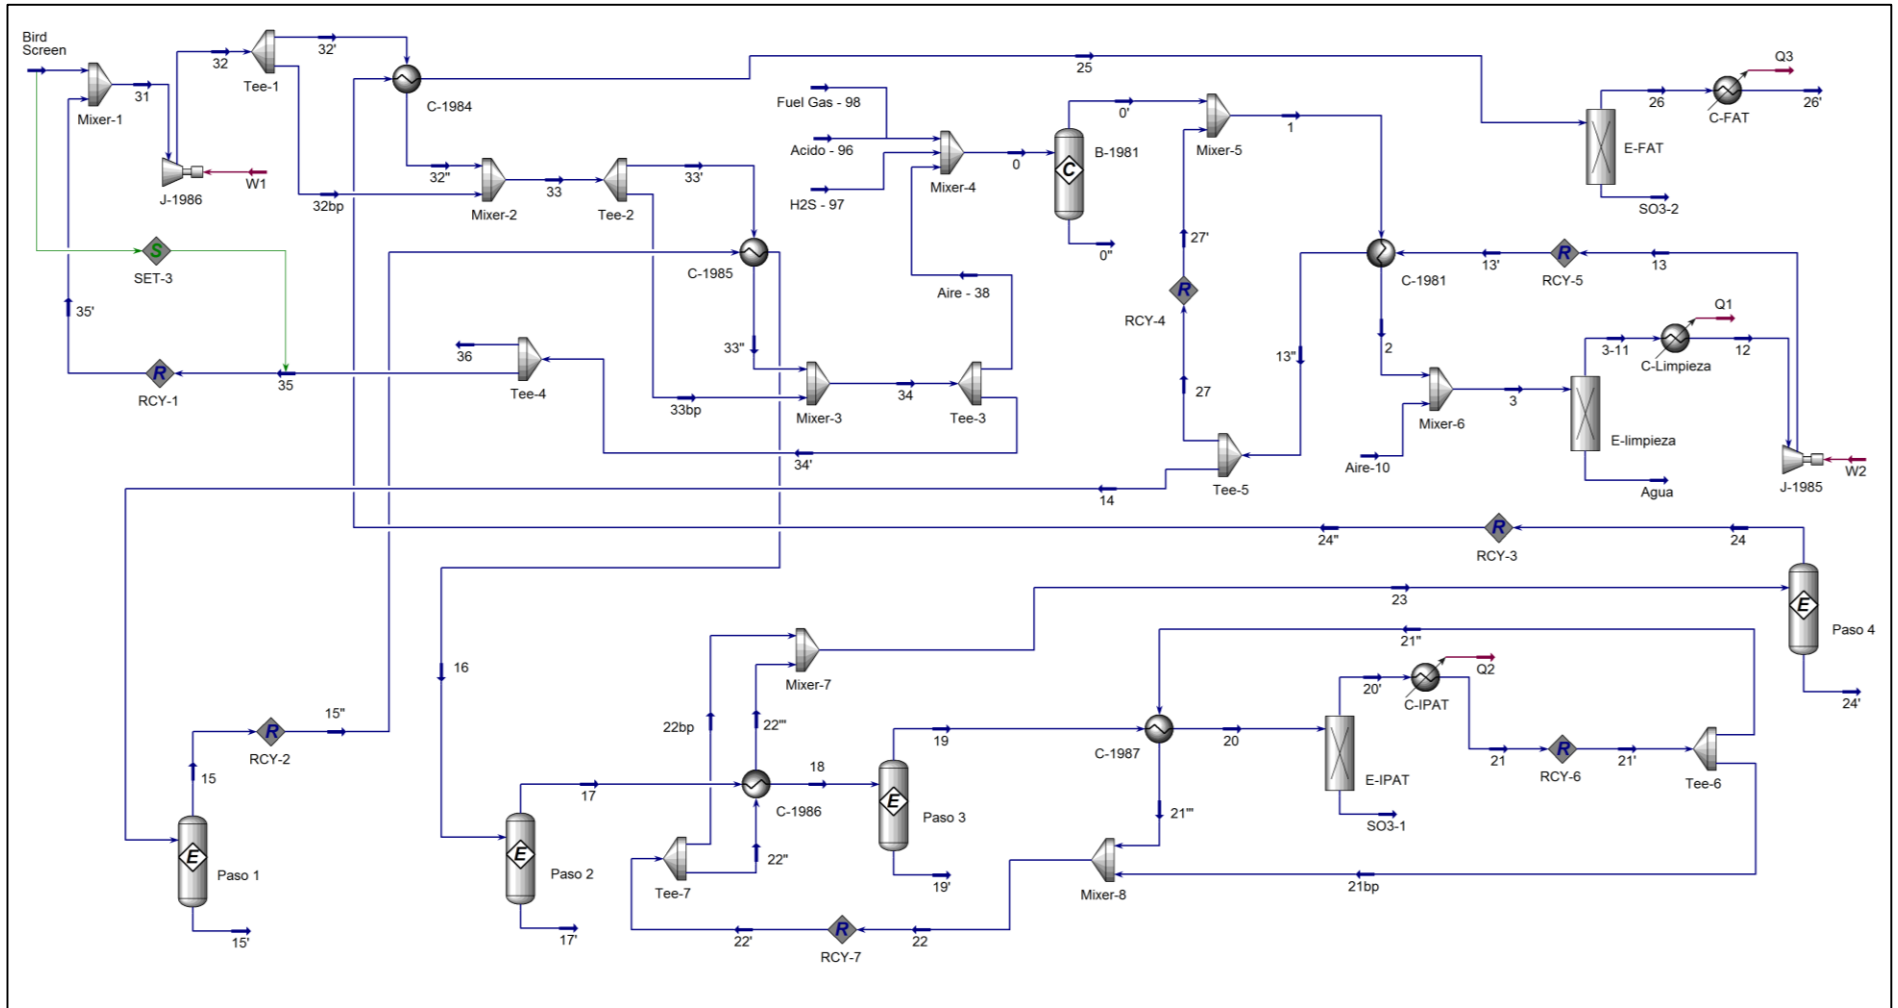 Bird
Screen
31
Mixer-1
32
Tee-1
32'
C-1984
J-1986
W1
32bp
32"
Mixer-2
33
Tee-2
33'
25
Fuel Gas - 98
Acido - 96
H2S - 97
Mixer-4
0
0'
B-1981
0"
Mixer-5
1
Q3
26
26'
C-FAT
E-FAT
SO3-2
S
SET-3
35'
R
RCY-1
35
36
Tee-4
C-1985
33"
33bp
Mixer-3
34
Tee-3
34'
Aire - 38
C
27'
R
RCY-4
27
C-1981
13'
R
RCY-5
13
13"
2
Mixer-6
Aire-10
3
3-11
Q1
C-Limpieza
12
E-limpieza
Agua
J-1985
W2
Tee-5
14
24"
R
RCY-3
24
23
E
Paso 4
24'
16
Mixer-7
22bp
22'''
21"
20'
Q2
C-IPAT
15"
R
RCY-2
15
E
Paso 1
15'
17
E
Paso 2
17'
C-1986
18
19
E
Paso 3
19'
C-1987
20
E-IPAT
SO3-1
21
R
RCY-6
21'
Tee-6
Tee-7
22"
21'''
Mixer-8
21bp
22'
R
RCY-7
22